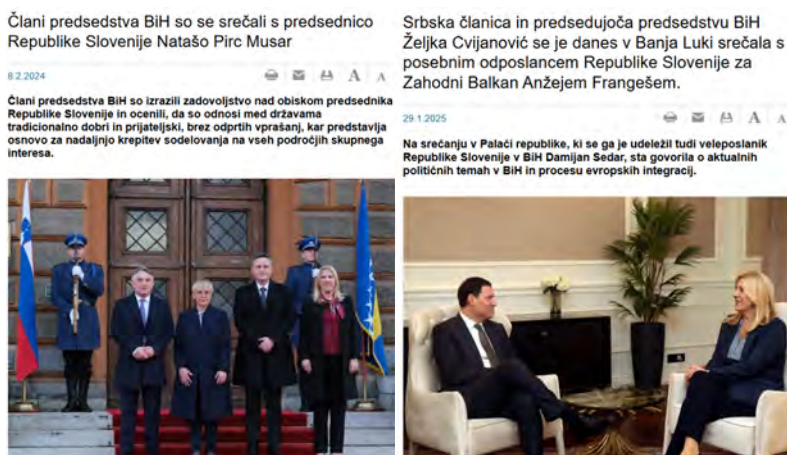 Člani predsedstva BiH so se srečali s predsednico
Republike Slovenije Natašo Pirc Musar
8.2.2024
A A
Člani predsedstva BiH so izrazili zadovoljstvo nad obiskom predsednika
Republike Slovenije in ocenili, da so odnosi med državama
tradicionalno dobri in prijateljski, brez odprtih vprašanj, kar predstavlja
osnovo za nadaljnjo krepitev sodelovanja na vseh področjih skupnega
interesa.
Srbska članica in predsedujoča predsedstvu BiH
Željka Cvijanović se je danes v Banja Luki srečala s
posebnim odposlancem Republike Slovenije za
Zahodni Balkan Anžejem Frangešem.
29.1.2025
A A
Na srečanju v Palači republike, ki se ga je udeležil tudi veleposlanik
Republike Slovenije v BiH Damijan Sedar, sta govorila o aktualnih
političnih temah v BiH in procesu evropskih integracij.